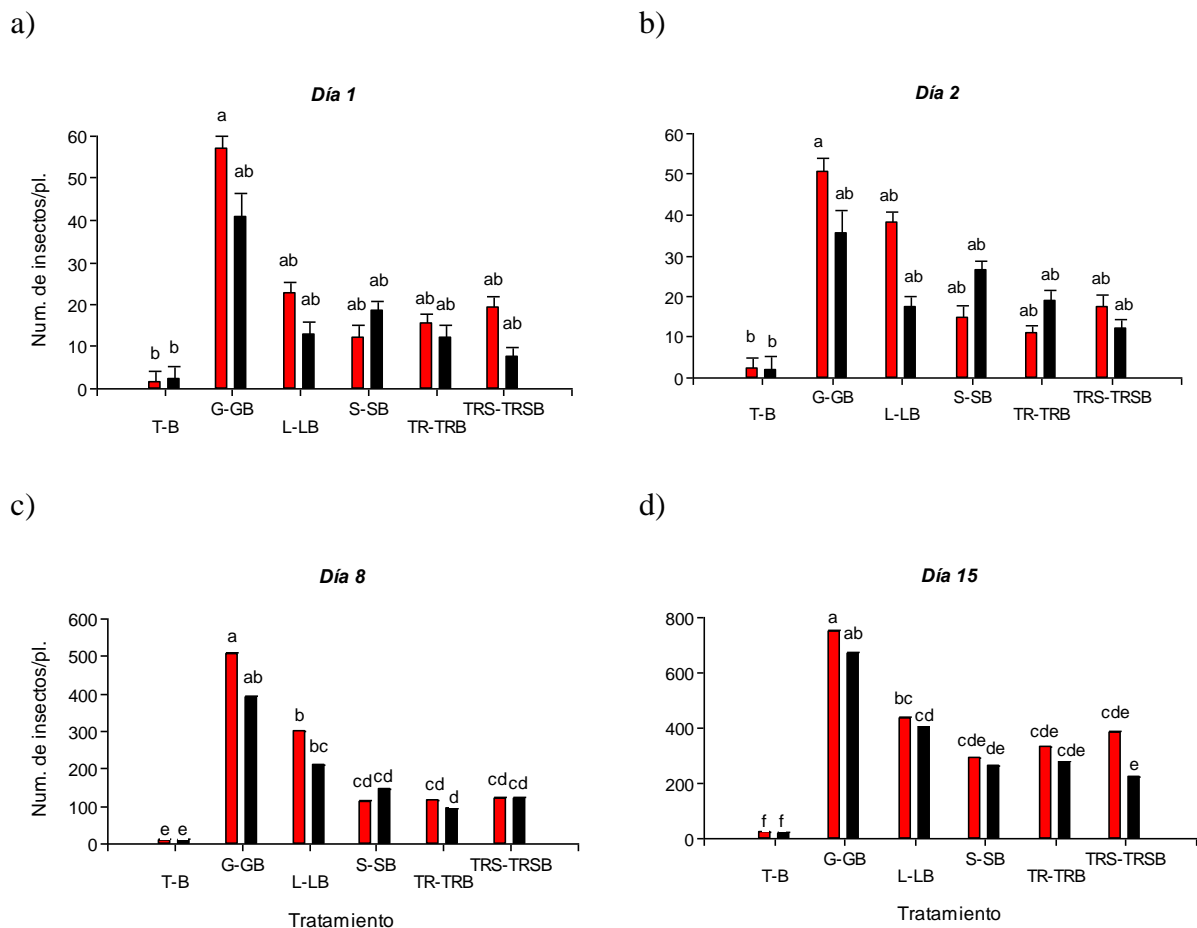 a)
Día 1
Num. de insectos/pl.
60
50
40
30
20
10
0
b b a ab ab ab ab ab ab ab ab ab
T-B G-GB L-LB S-SB TR-TRB TRS-TRSB
b)
Día 2
60
50
40
30
20
10
0
b b a ab ab ab ab ab ab ab ab ab
T-B G-GB L-LB S-SB TR-TRB TRS-TRSB
c)
Día 8
Num. de insectos/pl.
600
500
400
300
200
100
0
e e a ab b bc cd cd cd d cd cd
T-B G-GB L-LB S-SB TR-TRB TRS-TRSB
Tratamiento
d)
Día 15
800
600
400
200
0
f f a ab bc cd cde de cde cde cde e
T-B G-GB L-LB S-SB TR-TRB TRS-TRSB
Tratamiento